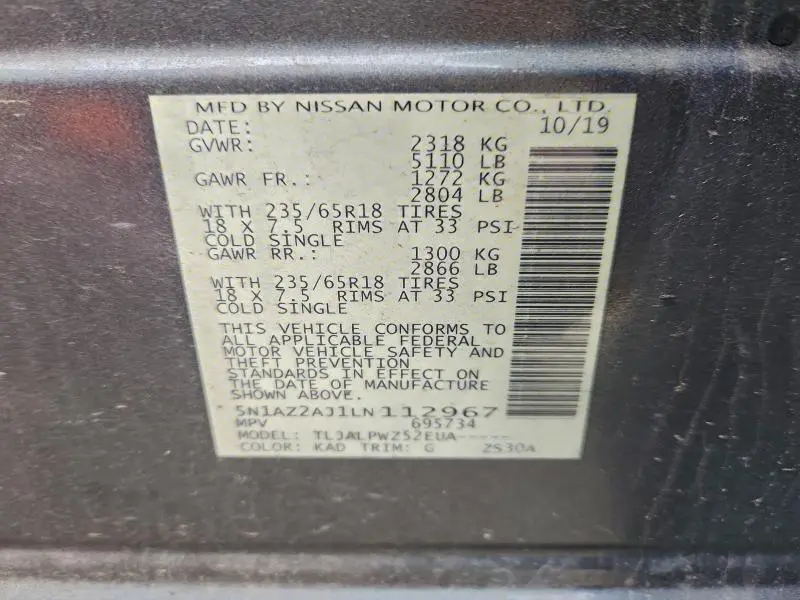 MFD BY NISSAN MOTOR CO., LTD.
DATE: 10/19
GVWR: 2318 KG
5110 LB
GAWR FR.: 1272 KG
2804 LB
WITH 235/65R18 TIRES
18 X 7.5 RIMS AT 33 PSI
COLD SINGLE
GAWR RR.: 1300 KG
2866 LB
WITH 235/65R18 TIRES
18 X 7.5 RIMS AT 33 PSI
COLD SINGLE
THIS VEHICLE CONFORMS TO
ALL APPLICABLE FEDERAL
MOTOR VEHICLE SAFETY AND
THEFT PREVENTION
STANDARDS IN EFFECT ON
THE DATE OF MANUFACTURE
SHOWN ABOVE.
5N1AZ2AJ1LN112967
MPV 695734
MODEL: TLJALPWZ52EUA-----
COLOR: KAD TRIM: G 2S30A